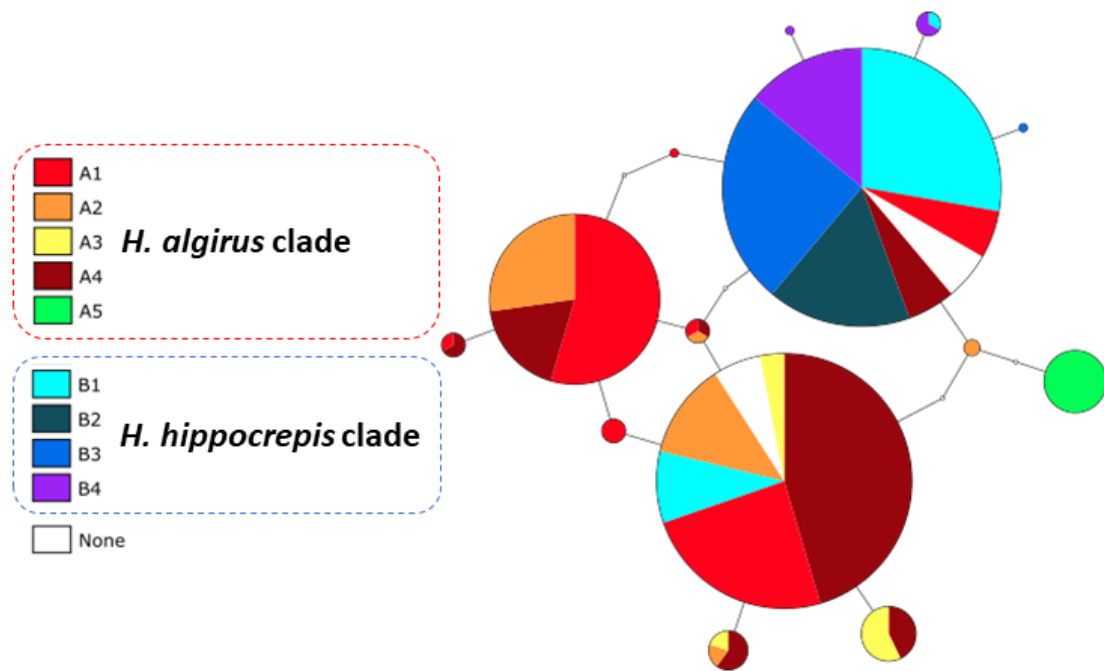 A1
A2
A3
A4
A5
H. algirus clade
B1
B2
B3
B4
H. hippocrepis clade
None